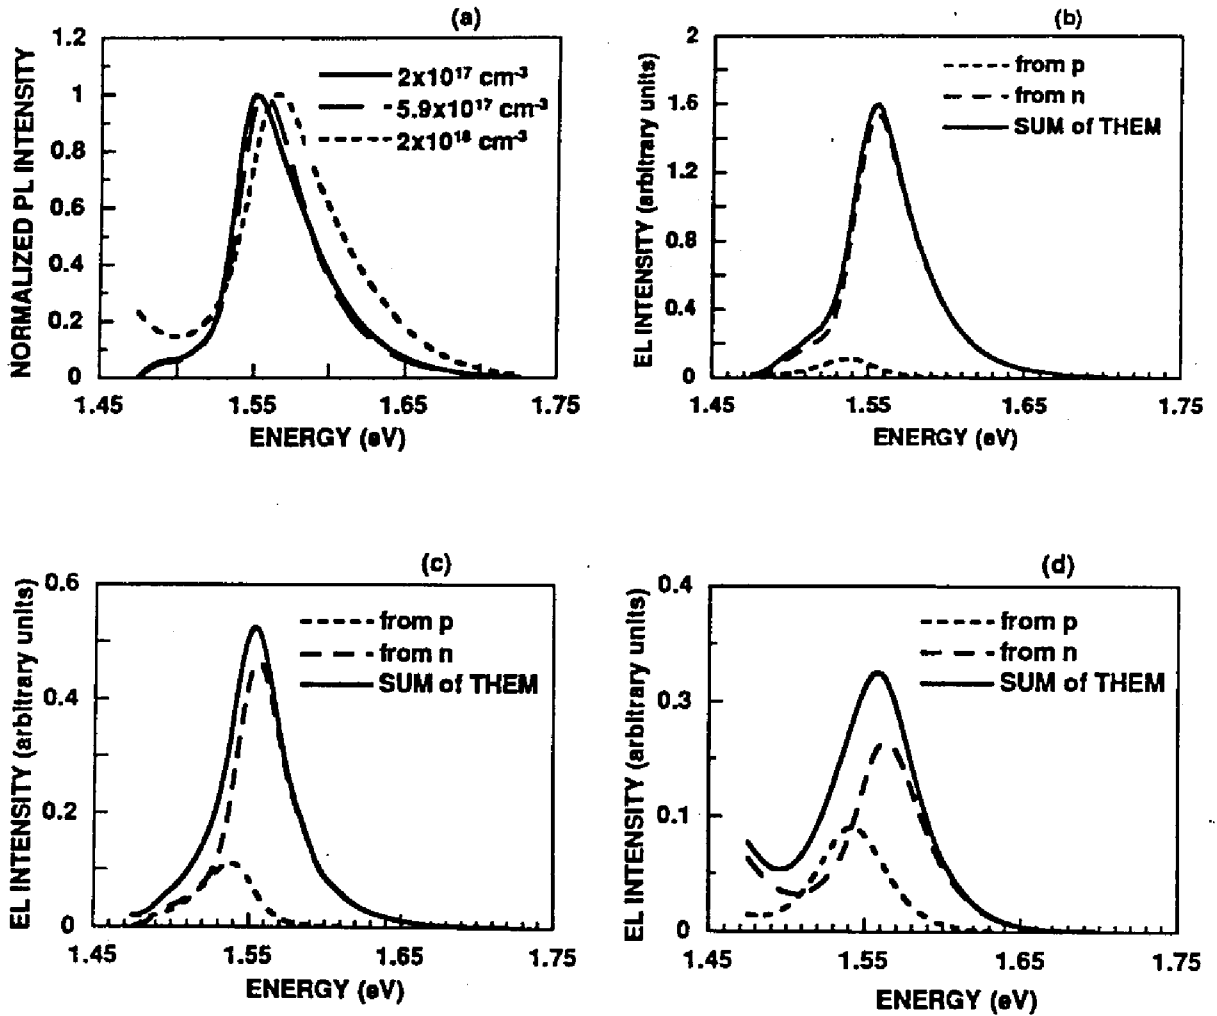 (a)
NORMALIZED PL INTENSITY
1.2
1
0.8
0.6
0.4
0.2
0
2x10¹⁷ cm⁻³
5.9x10¹⁷ cm⁻³
2x10¹⁸ cm⁻³
1.45
1.55
1.65
1.75
ENERGY (eV)
(b)
EL INTENSITY (arbitrary units)
2
1.6
1.2
0.8
0.4
0
from p
from n
SUM of THEM
1.45
1.55
1.65
1.75
ENERGY (eV)
(c)
EL INTENSITY (arbitrary units)
0.6
0.4
0.2
0
from p
from n
SUM of THEM
1.45
1.55
1.65
1.75
ENERGY (eV)
(d)
EL INTENSITY (arbitrary units)
0.4
0.3
0.1
0
from p
from n
SUM of THEM
1.45
1.55
1.65
1.75
ENERGY (eV)